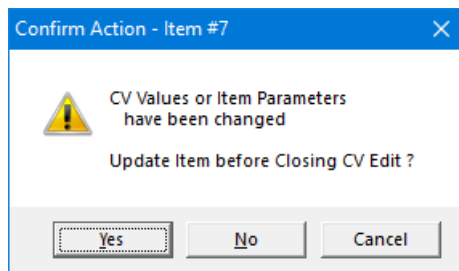 Confirm Action - Item #7
CV Values or Item Parameters
have been changed
Update Item before Closing CV Edit ?
Yes No Cancel